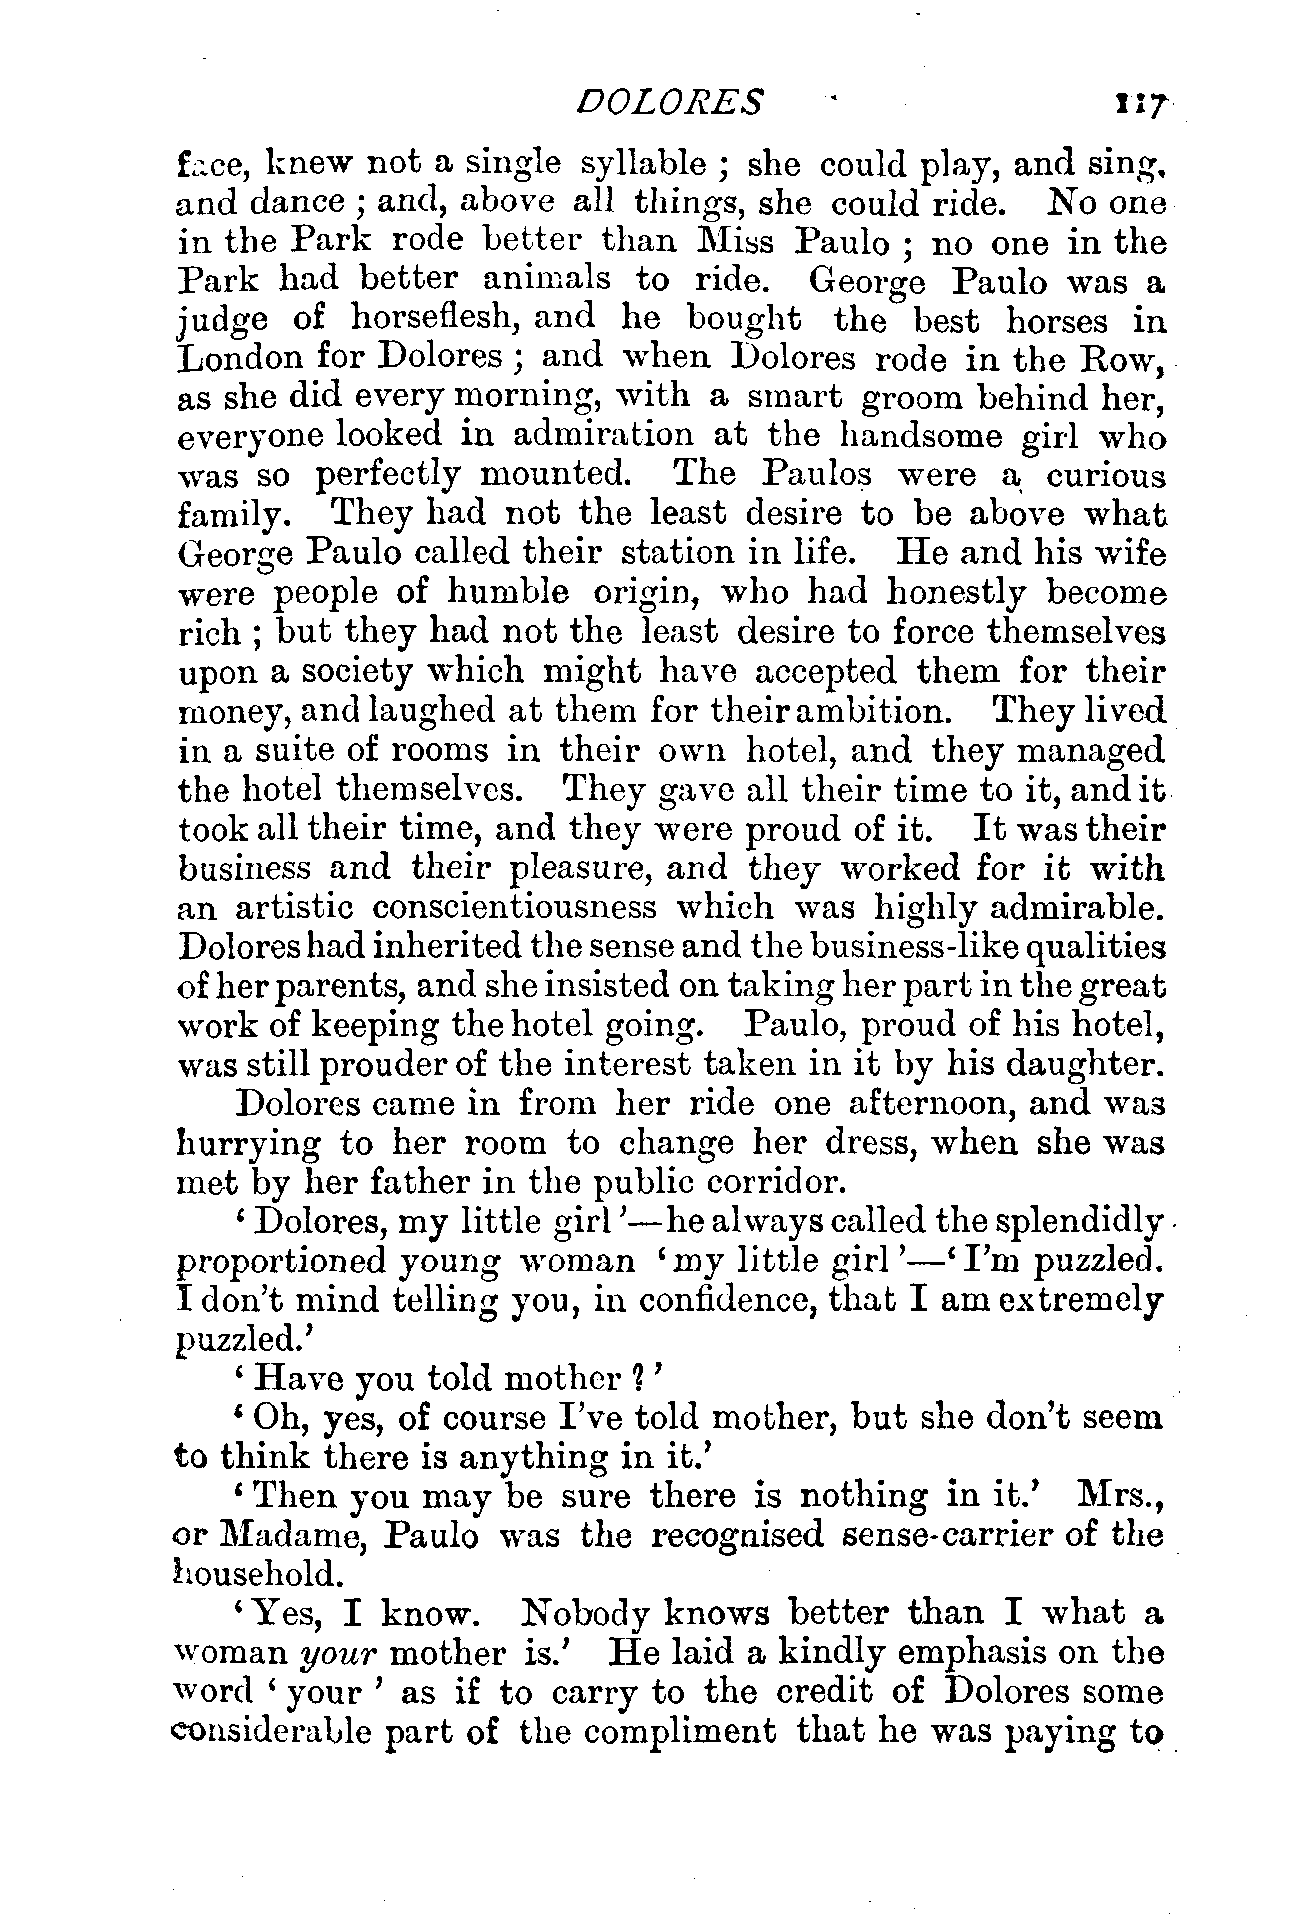 DOLORES 117
face, knew not a single syllable ; she could play, and sing,
and dance ; and, above all things, she could ride. No one
in the Park rode better than Miss Paulo ; no one in the
Park had better animals to ride. George Paulo was a
judge of horseflesh, and he bought the best horses in
London for Dolores ; and when Dolores rode in the Row,
as she did every morning, with a smart groom behind her,
everyone looked in admiration at the handsome girl who
was so perfectly mounted. The Paulos were a curious
family. They had not the least desire to be above what
George Paulo called their station in life. He and his wife
were people of humble origin, who had honestly become
rich ; but they had not the least desire to force themselves
upon a society which might have accepted them for their
money, and laughed at them for their ambition. They lived
in a suite of rooms in their own hotel, and they managed
the hotel themselves. They gave all their time to it, and it
took all their time, and they were proud of it. It was their
business and their pleasure, and they worked for it with
an artistic conscientiousness which was highly admirable.
Dolores had inherited the sense and the business-like qualities
of her parents, and she insisted on taking her part in the great
work of keeping the hotel going. Paulo, proud of his hotel,
was still prouder of the interest taken in it by his daughter.
Dolores came in from her ride one afternoon, and was
hurrying to her room to change her dress, when she was
met by her father in the public corridor.
‘ Dolores, my little girl ’—he always called the splendidly
proportioned young woman ‘ my little girl ’—‘ I’m puzzled.
I don’t mind telling you, in confidence, that I am extremely
puzzled.’
‘ Have you told mother ? ’
‘ Oh, yes, of course I’ve told mother, but she don’t seem
to think there is anything in it.’
‘ Then you may be sure there is nothing in it.’ Mrs.,
or Madame, Paulo was the recognised sense-carrier of the
household.
‘ Yes, I know. Nobody knows better than I what a
woman your mother is.’ He laid a kindly emphasis on the
word ‘ your ’ as if to carry to the credit of Dolores some
considerable part of the compliment that he was paying to